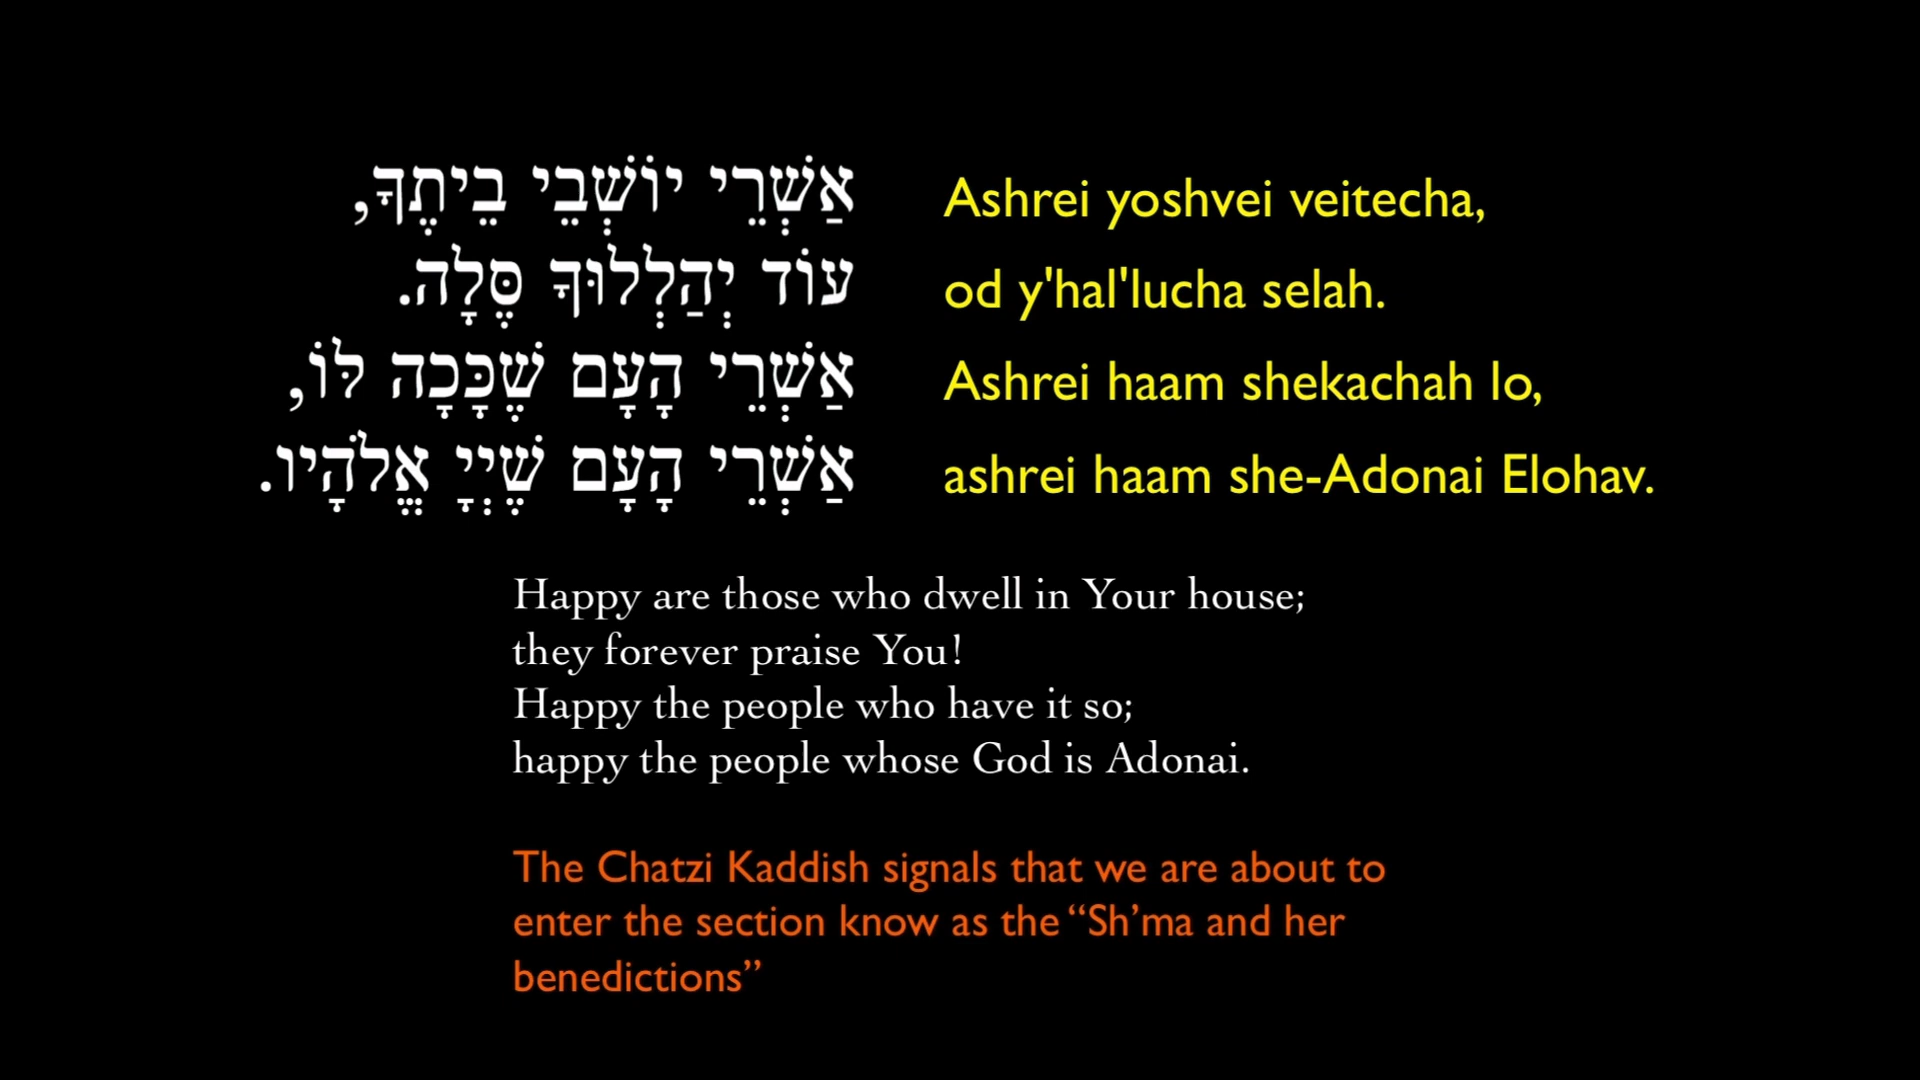 אַשְׁרֵי יוֹשְׁבֵי בֵיתֶךָ,
עוֹד יְהַלְלוּךָ סֶּלָה.
אַשְׁרֵי הָעָם שֶׁכָּכָה לּוֹ,
אַשְׁרֵי הָעָם שֶׁיְיָ אֱלֹהָיו.
Ashrei yoshvei veitecha,
od y'hal'lucha selah.
Ashrei haam shekachah lo,
ashrei haam she-Adonai Elohav.
Happy are those who dwell in Your house;
they forever praise You!
Happy the people who have it so;
happy the people whose God is Adonai.
The Chatzi Kaddish signals that we are about to
enter the section know as the “Sh’ma and her
benedictions”